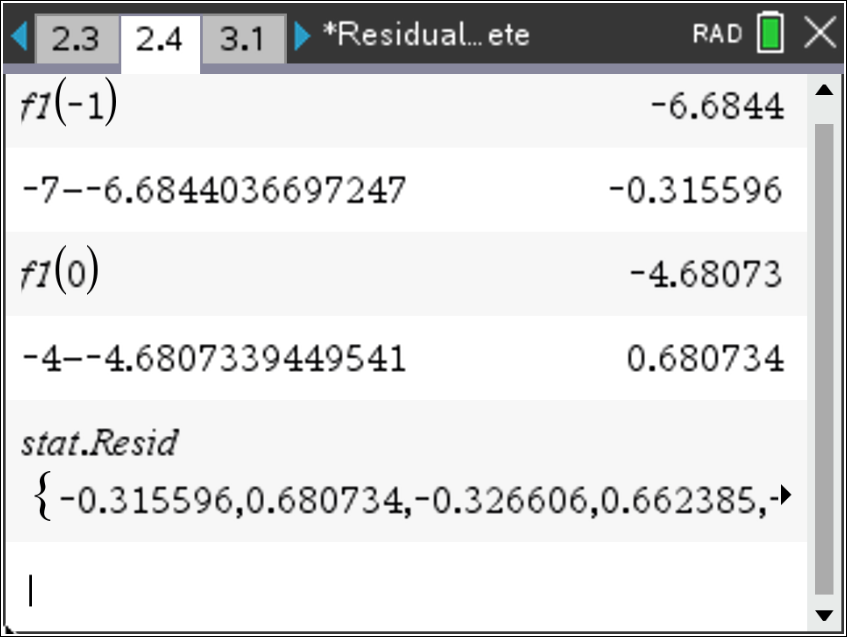 2.3 2.4 3.1 *Residual...ete RAD
f1(-1) -6.6844
-7−-6.6844036697247 -0.315596
f1(0) -4.68073
-4−-4.6807339449541 0.680734
stat.Resid
{-0.315596,0.680734,-0.326606,0.662385,-